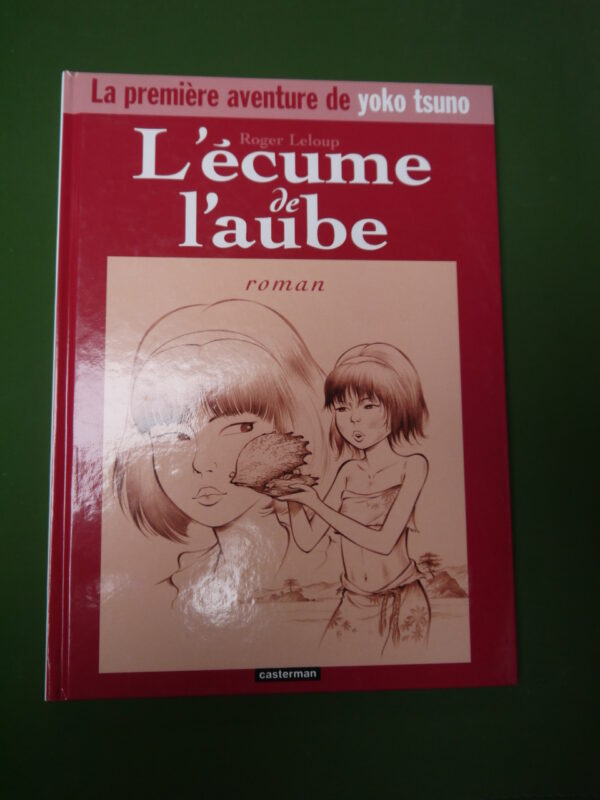 La première aventure de yoko tsuno
Roger Leloup
L'écume
de
l'aube
roman
casterman